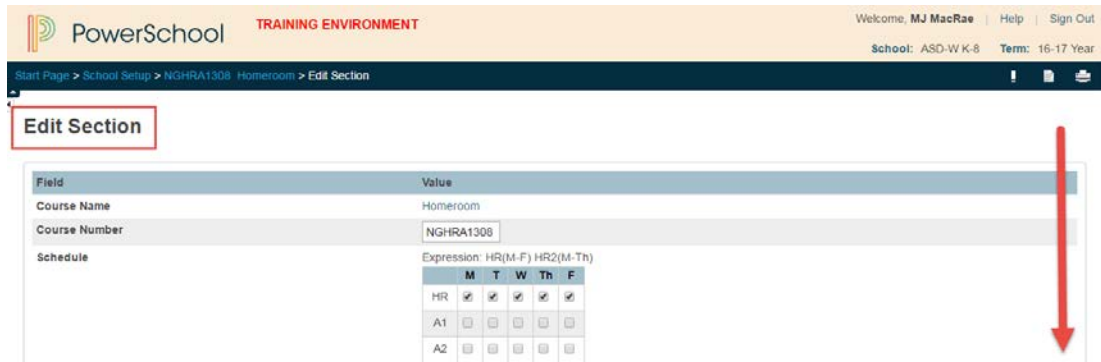 PowerSchool
TRAINING ENVIRONMENT
Welcome, MJ MacRae | Help | Sign Out
School: ASD-W K-8 Term: 16-17 Year
Start Page > School Setup > NGHRA1308 Homeroom > Edit Section
Edit Section
Field Value
Course Name Homeroom
Course Number NGHRA1308
Schedule Expression: HR(M-F) HR2(M-Th)
M T W Th F
HR
A1
A2